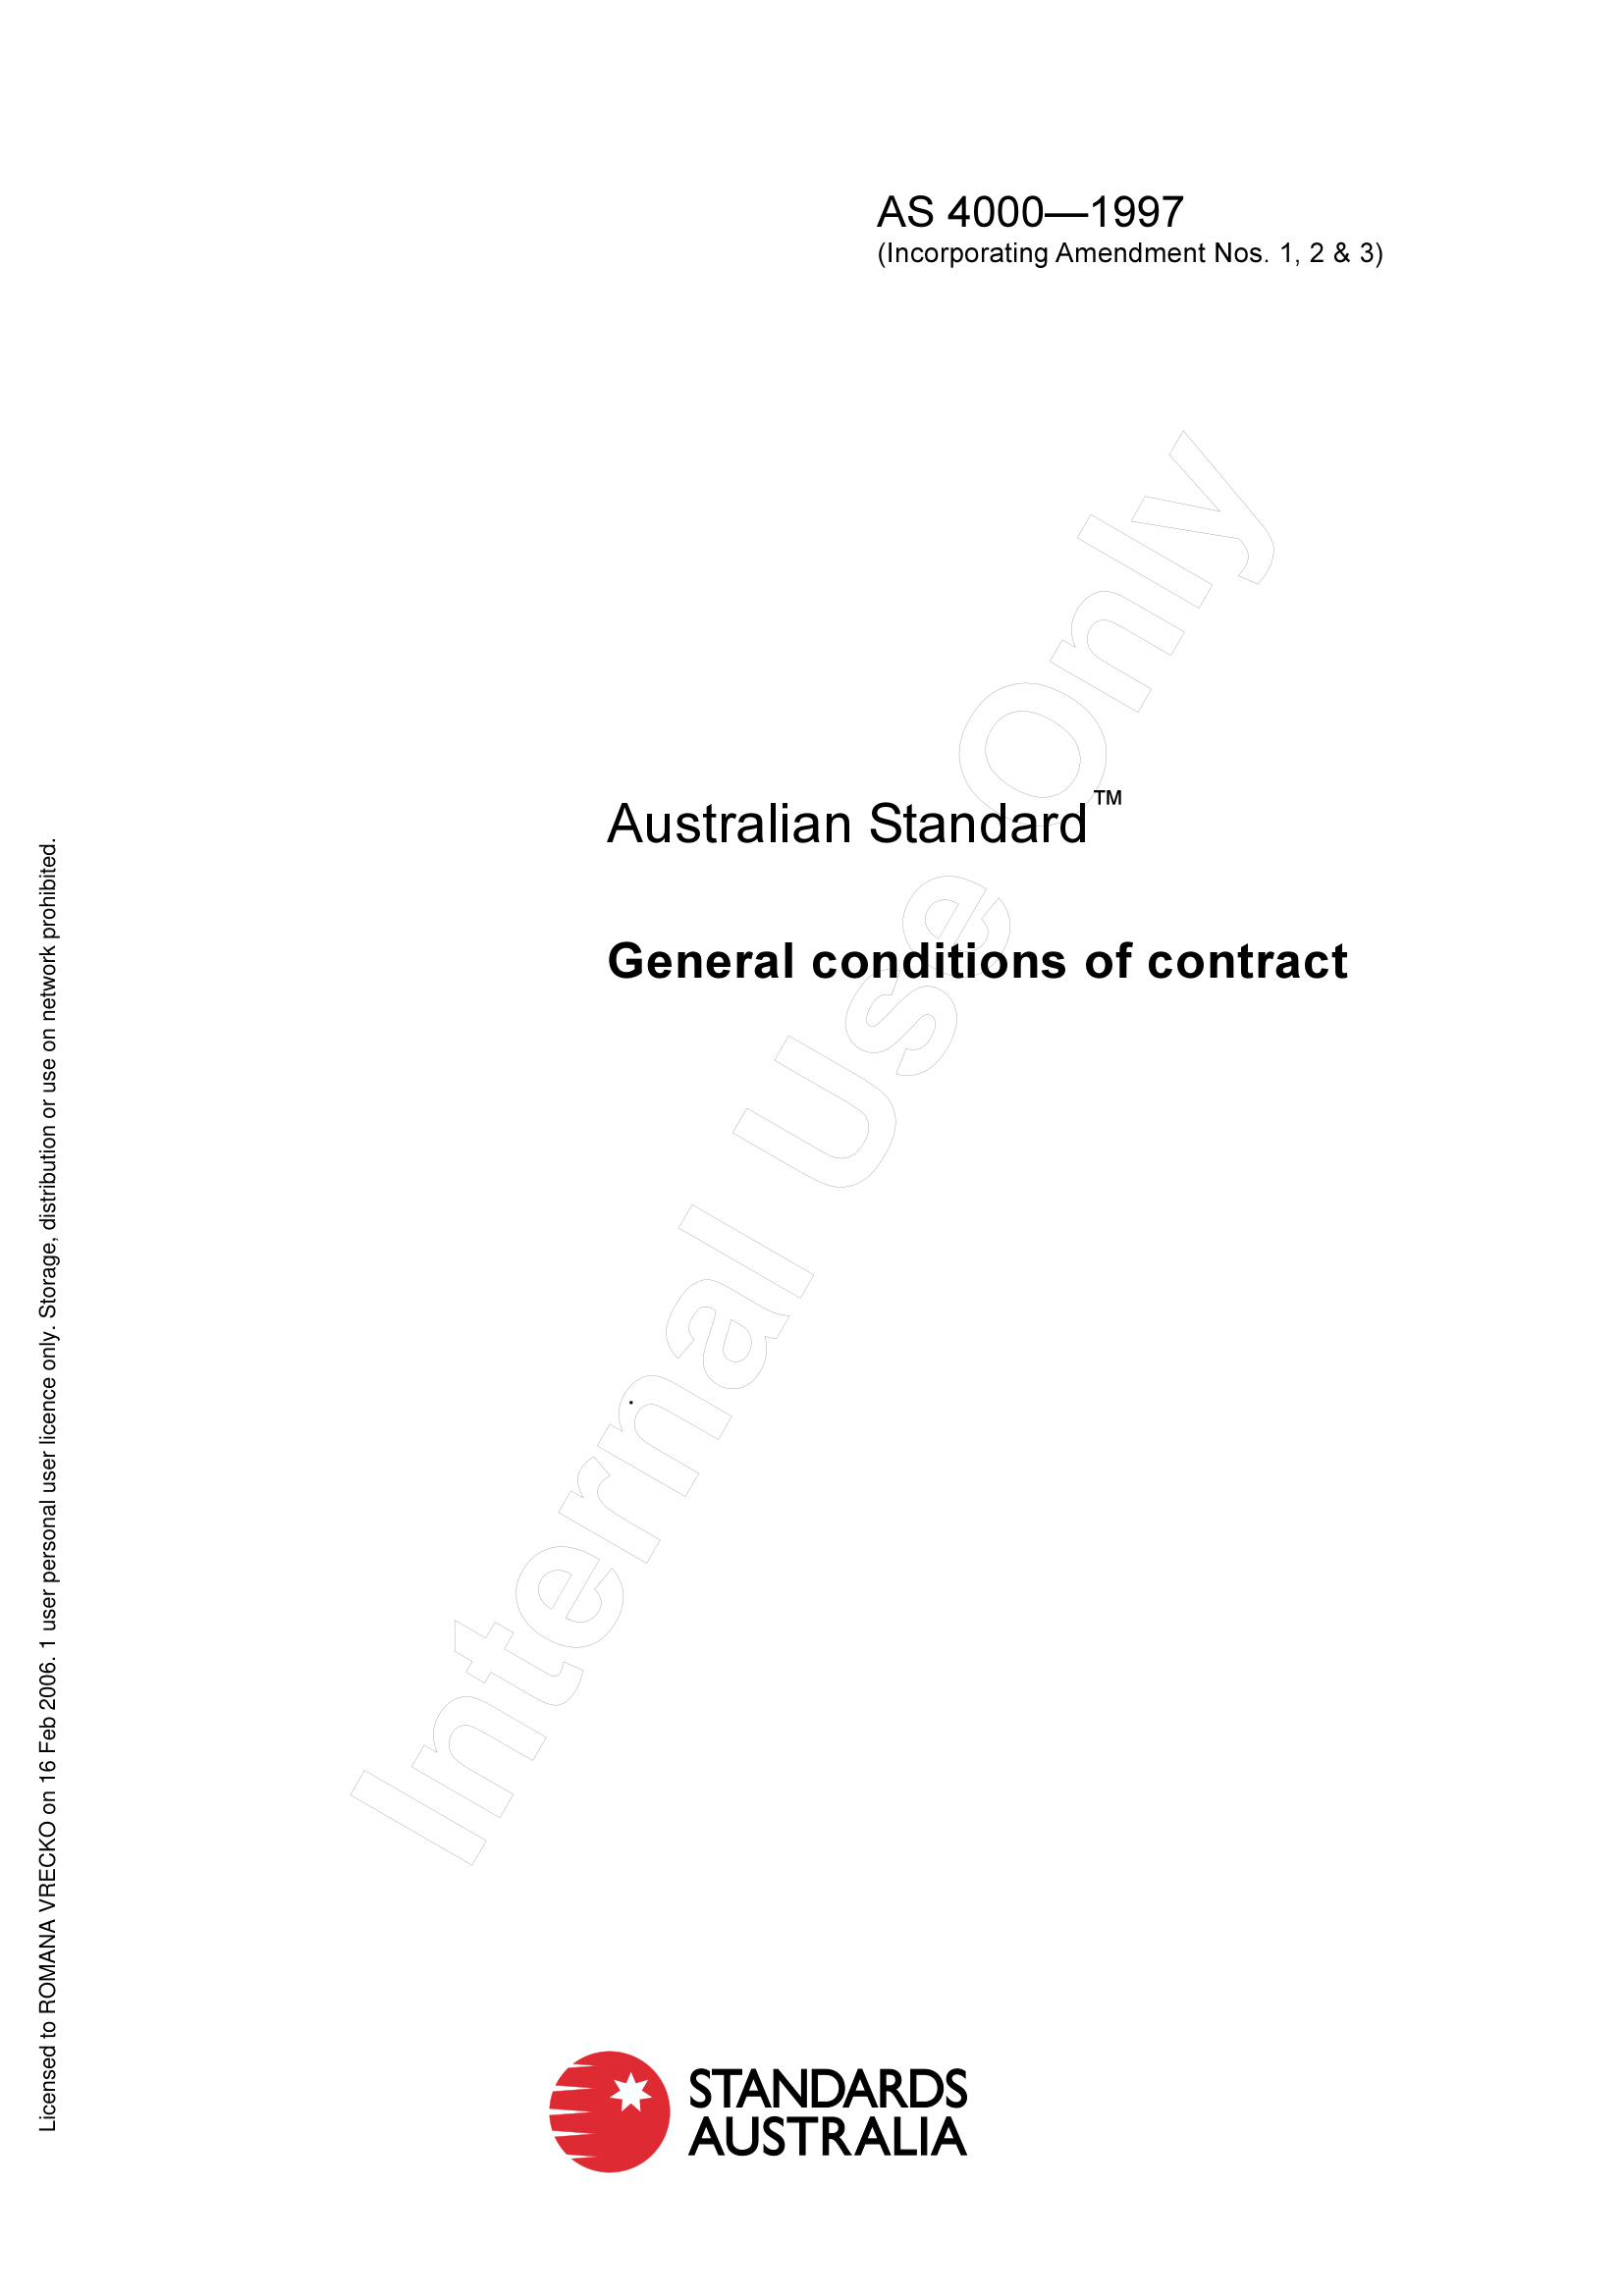 AS 4000—1997
(Incorporating Amendment Nos. 1, 2 & 3)
Australian Standard™
General conditions of contract
Internal Use Only
Licensed to ROMANA VRECKO on 16 Feb 2006. 1 user personal user licence only. Storage, distribution or use on network prohibited.
STANDARDS
AUSTRALIA